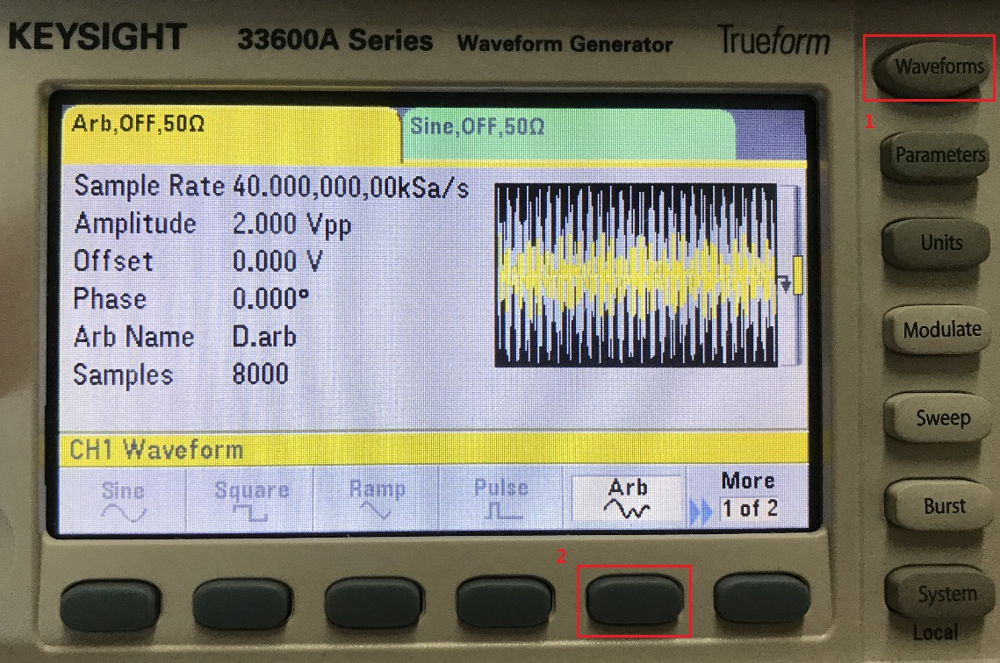 KEYSIGHT 33600A Series Waveform Generator Trueform
Waveforms
1
Arb,OFF,50Ω
Sine,OFF,50Ω
Parameters
Sample Rate 40.000,000,00kSa/s
Amplitude 2.000 Vpp
Units
Offset 0.000 V
Phase 0.000°
Modulate
Arb Name D.arb
Samples 8000
Sweep
CH1 Waveform
Sine
Square
Ramp
Pulse
Arb
More
1 of 2
Burst
2
System
Local